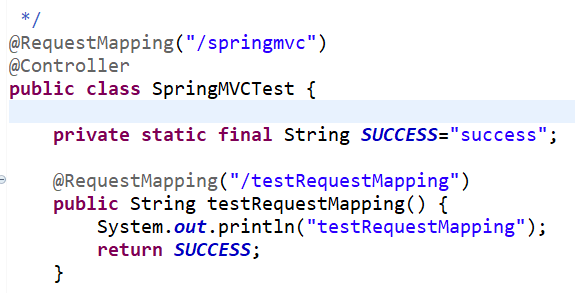 */
@RequestMapping("/springmvc")
@Controller
public class SpringMVCTest {
private static final String SUCCESS="success";
@RequestMapping("/testRequestMapping")
public String testRequestMapping() {
System.out.println("testRequestMapping");
return SUCCESS;
}